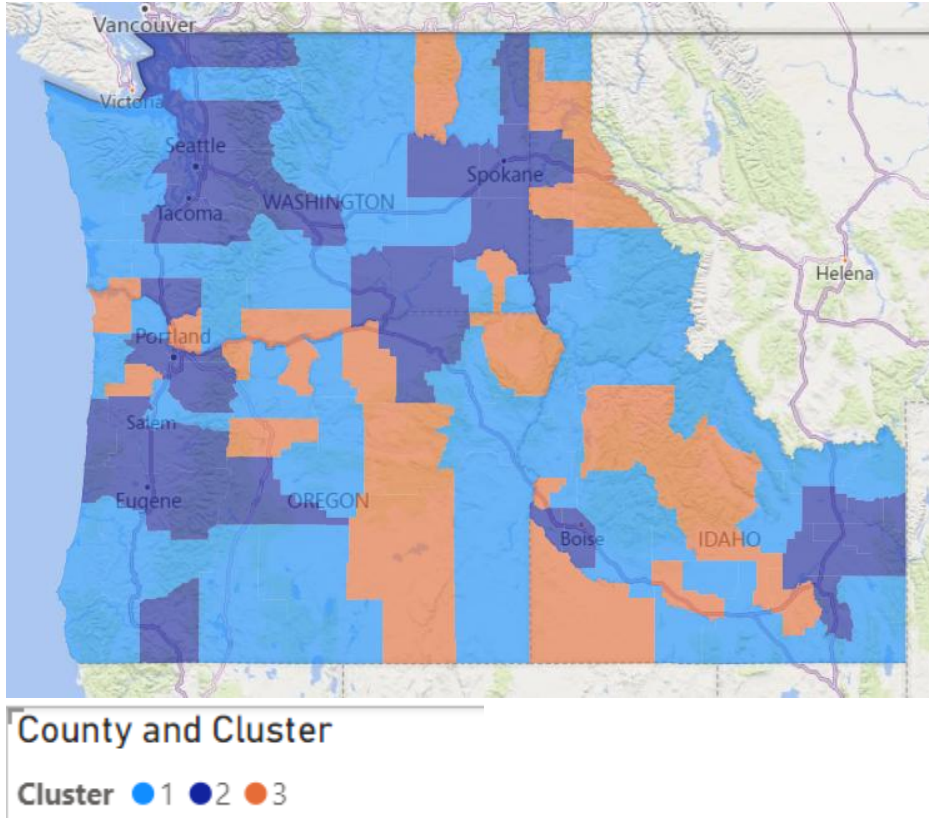 Vancouver
Victoria
Seattle
Spokane
Tacoma
WASHINGTON
Helena
Portland
Salem
Eugene
OREGON
Boise
IDAHO
County and Cluster
Cluster 1 2 3